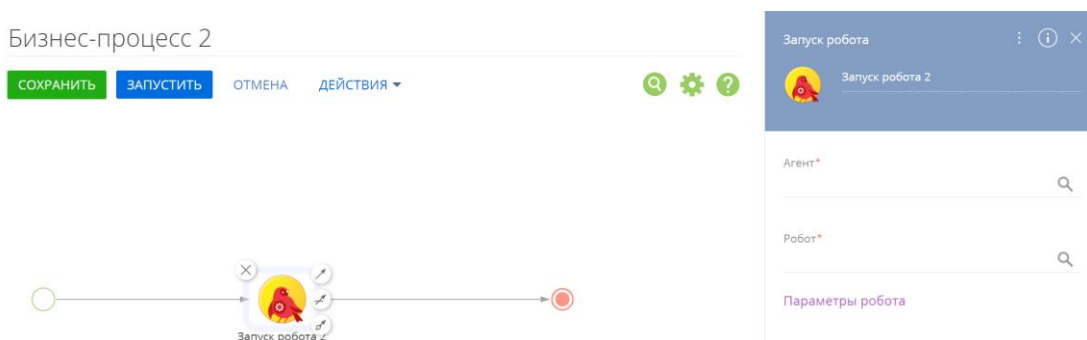 Бизнес-процесс 2
СОХРАНИТЬ ЗАПУСТИТЬ ОТМЕНА ДЕЙСТВИЯ
Запуск робота 2
Запуск робота
Запуск робота 2
Агент*
Робот*
Параметры робота